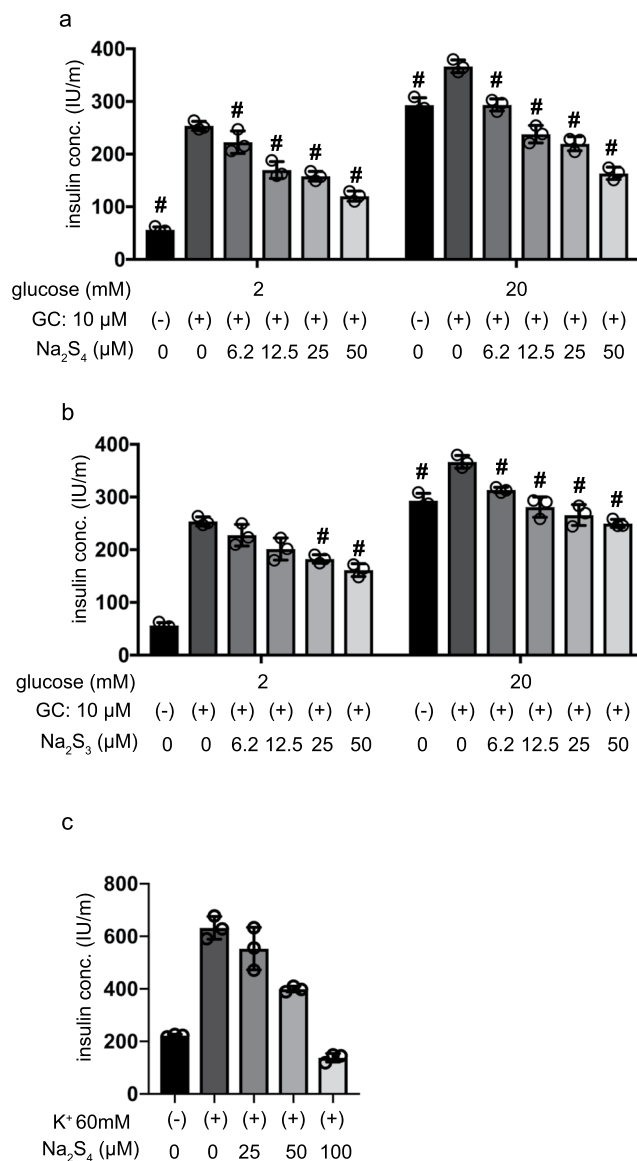 a
insulin conc. (IU/m)
400
300
200
100
0
# # # # # # # # # #
glucose (mM) 2 20
GC: 10 µM (-) (+) (+) (+) (+) (+) (-) (+) (+) (+) (+) (+)
Na₂S₄ (µM) 0 0 6.2 12.5 25 50 0 0 6.2 12.5 25 50
b
insulin conc. (IU/m)
400
300
200
100
0
# # # # # # #
glucose (mM) 2 20
GC: 10 µM (-) (+) (+) (+) (+) (+) (-) (+) (+) (+) (+) (+)
Na₂S₃ (µM) 0 0 6.2 12.5 25 50 0 0 6.2 12.5 25 50
c
insulin conc. (IU/m)
800
600
400
200
0
K⁺ 60mM (-) (+) (+) (+) (+)
Na₂S₄ (µM) 0 0 25 50 100